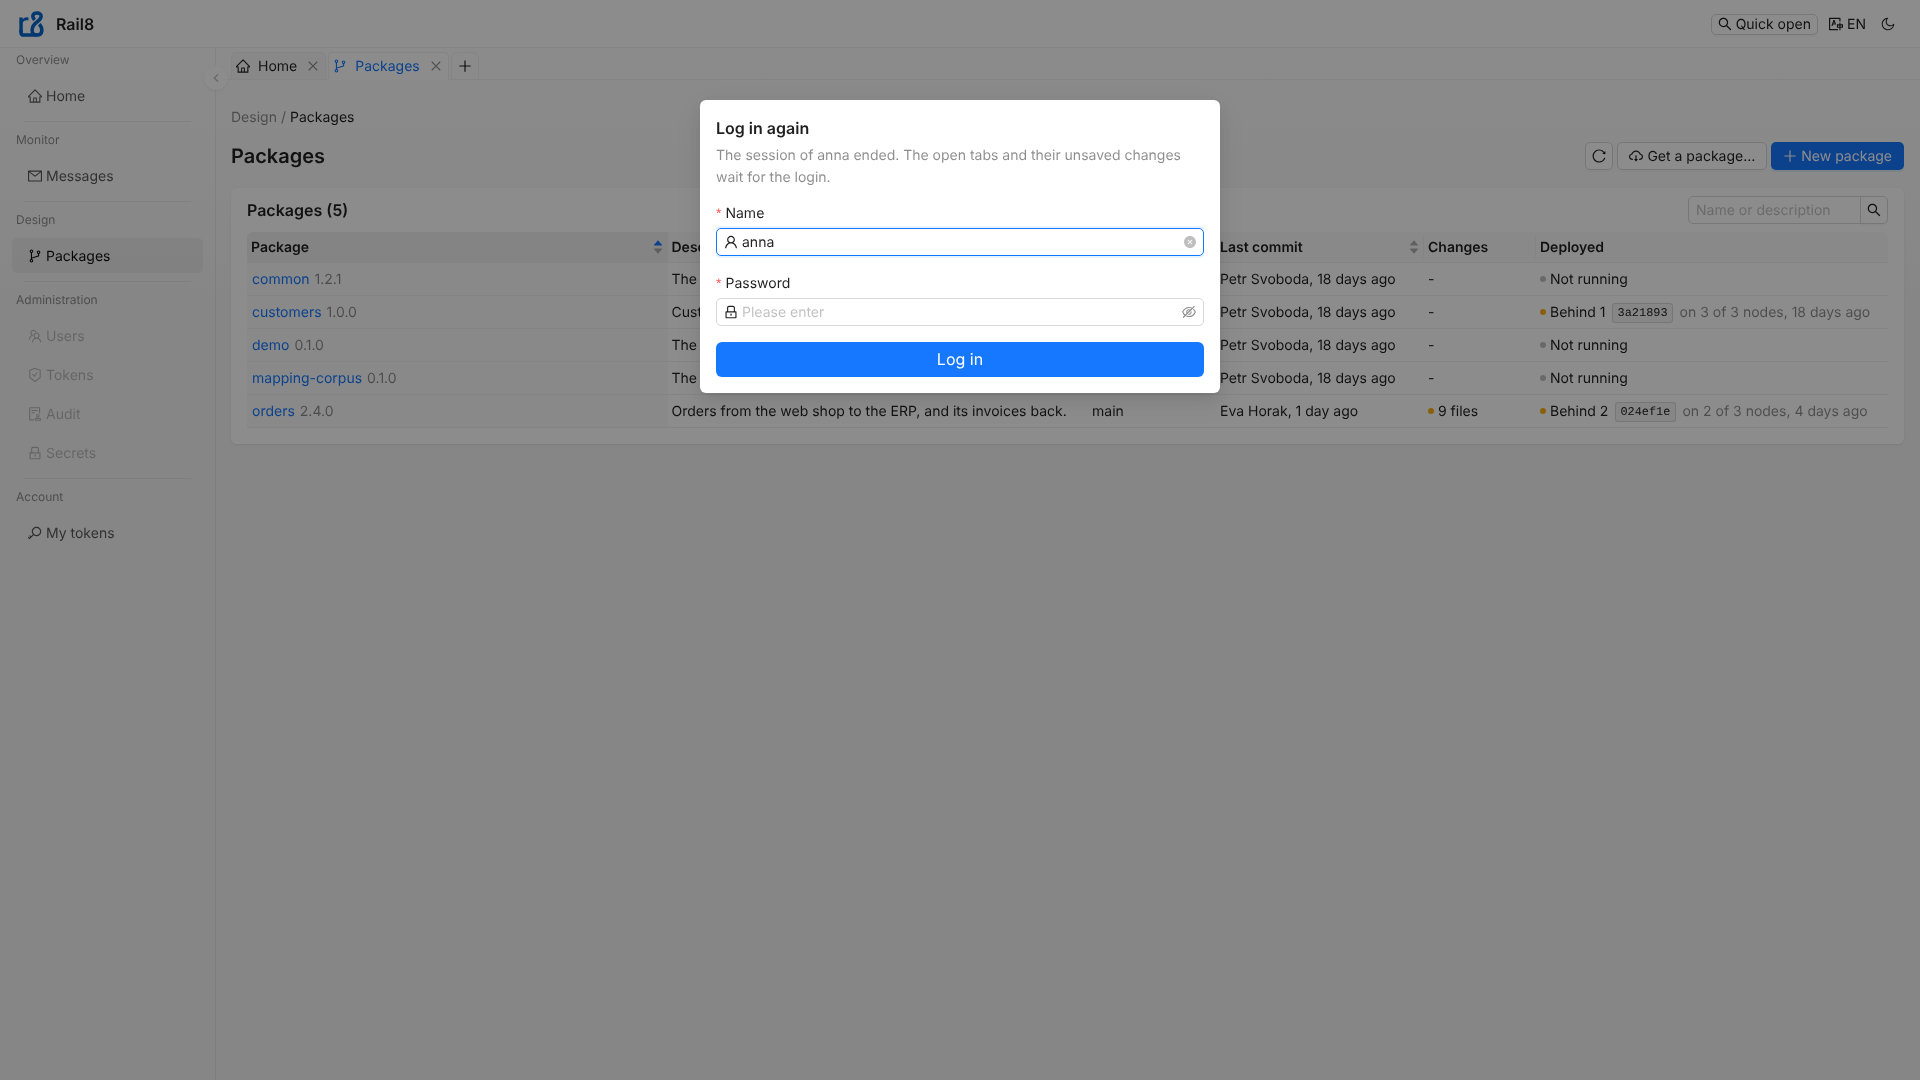 Rail8
Quick open
EN
Overview
Home
Monitor
Messages
Design
Packages
Administration
Users
Tokens
Audit
Secrets
Account
My tokens
Home
Packages
Design / Packages
Packages
Get a package...
New package
Packages (5)
Name or description
Package Desc Last commit Changes Deployed
common 1.2.1 The Petr Svoboda, 18 days ago - Not running
customers 1.0.0 Cust Petr Svoboda, 18 days ago - Behind 1 3a21893 on 3 of 3 nodes, 18 days ago
demo 0.1.0 The Petr Svoboda, 18 days ago - Not running
mapping-corpus 0.1.0 The Petr Svoboda, 18 days ago - Not running
orders 2.4.0 Orders from the web shop to the ERP, and its invoices back. main Eva Horak, 1 day ago 9 files Behind 2 024ef1e on 2 of 3 nodes, 4 days ago
Log in again
The session of anna ended. The open tabs and their unsaved changes
wait for the login.
* Name
anna
* Password
Please enter
Log in